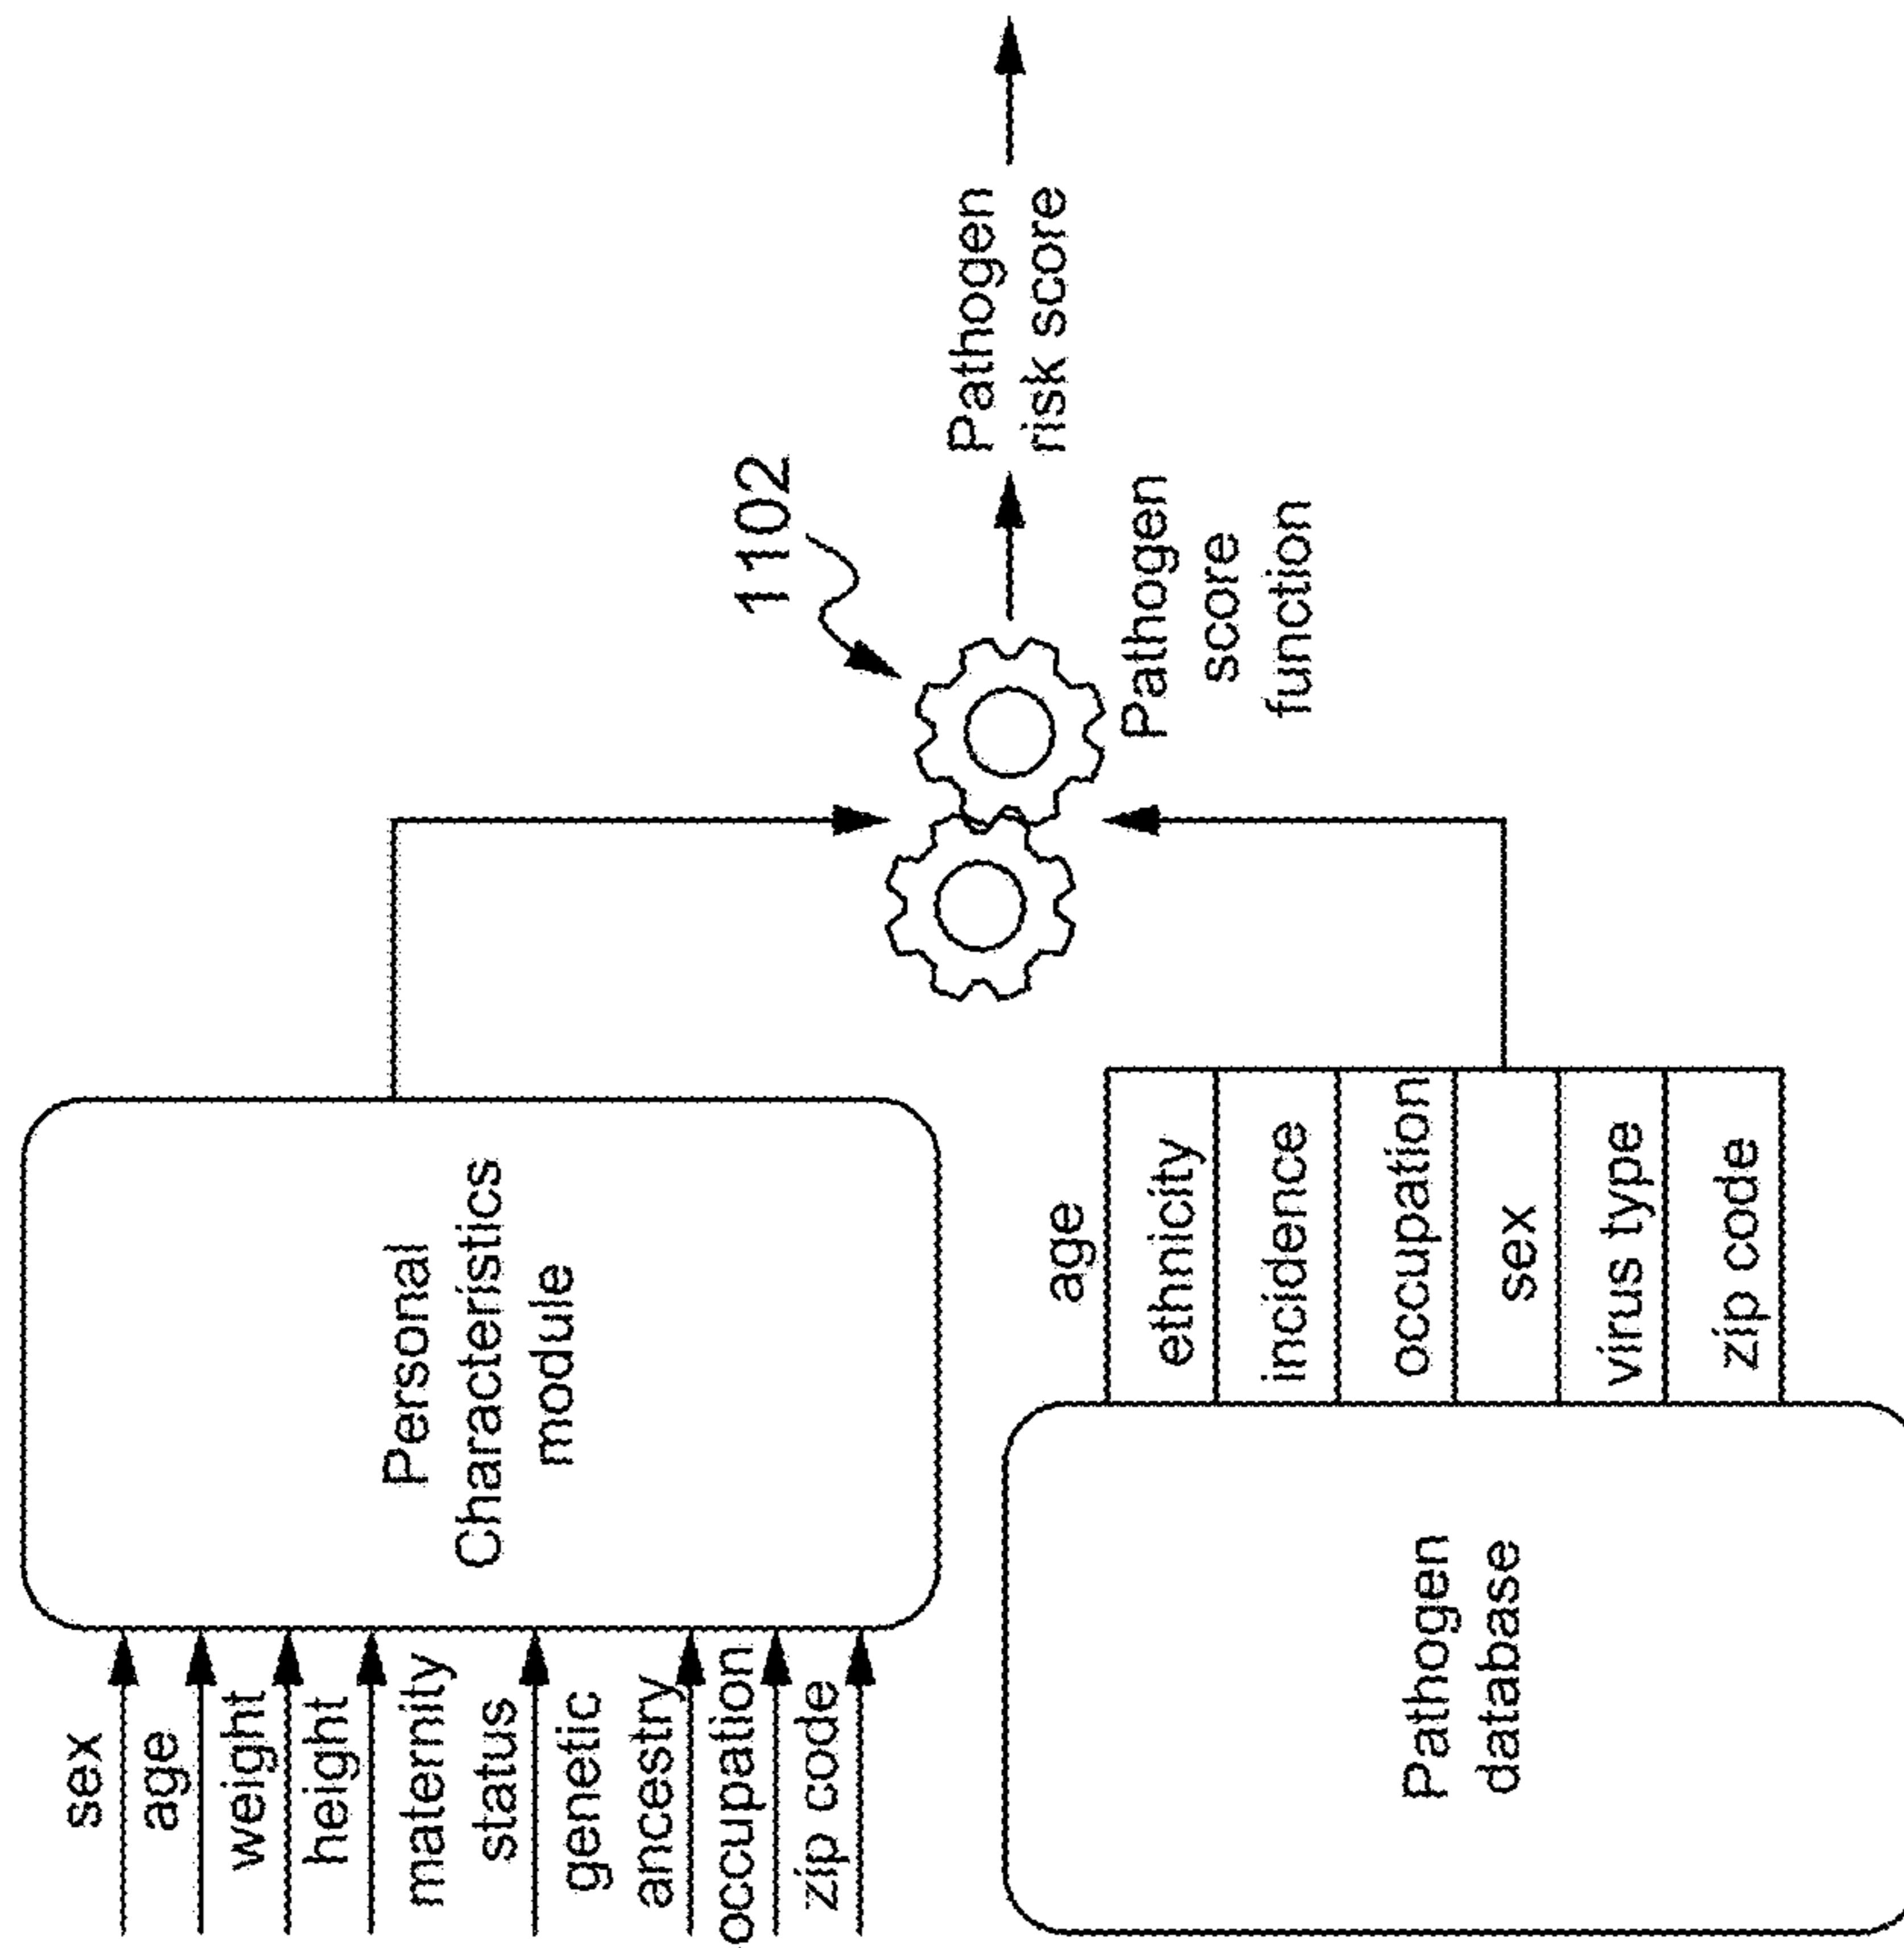 sex
age
weight
height
maternity
status
genetic
ancestry
occupation
zip code
Personal
Characteristics
module
Pathogen
database
age
ethnicity
incidence
occupation
sex
virus type
zip code
1102
Pathogen
score
function
Pathogen
risk score